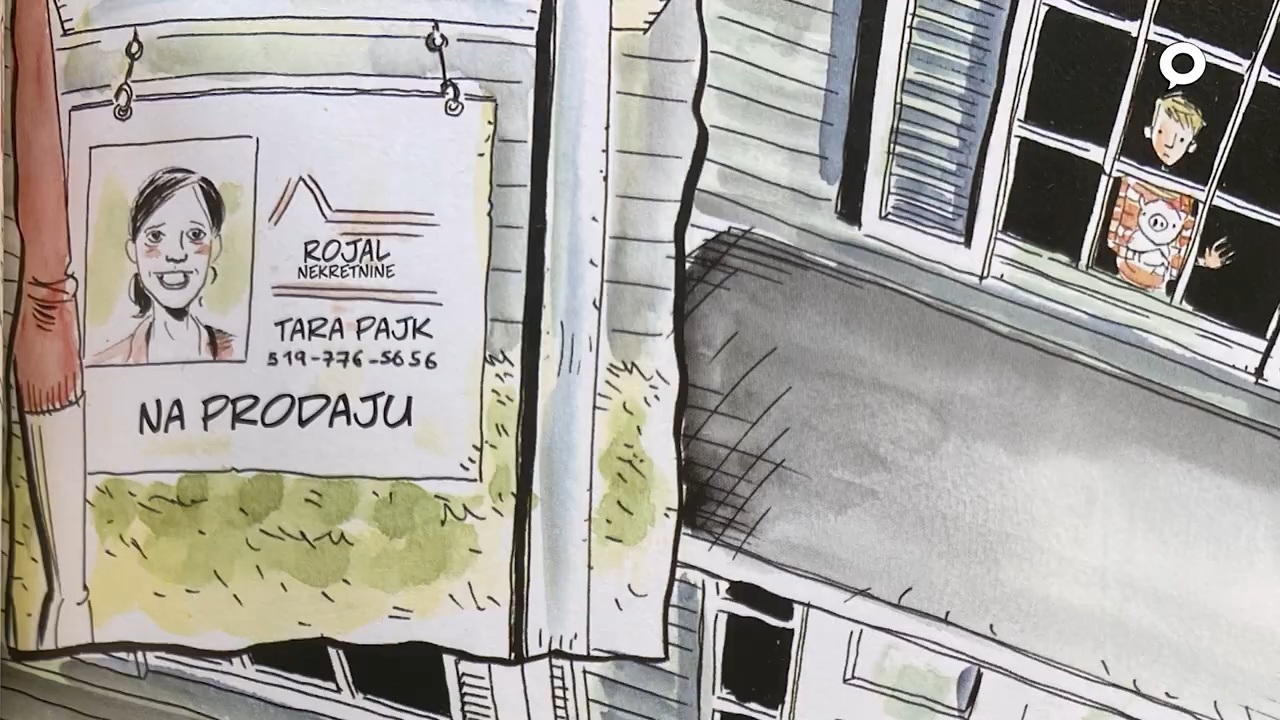 ROJAL
NEKRETNINE
TARA PAJK
519-776-5656
NA PRODAJU